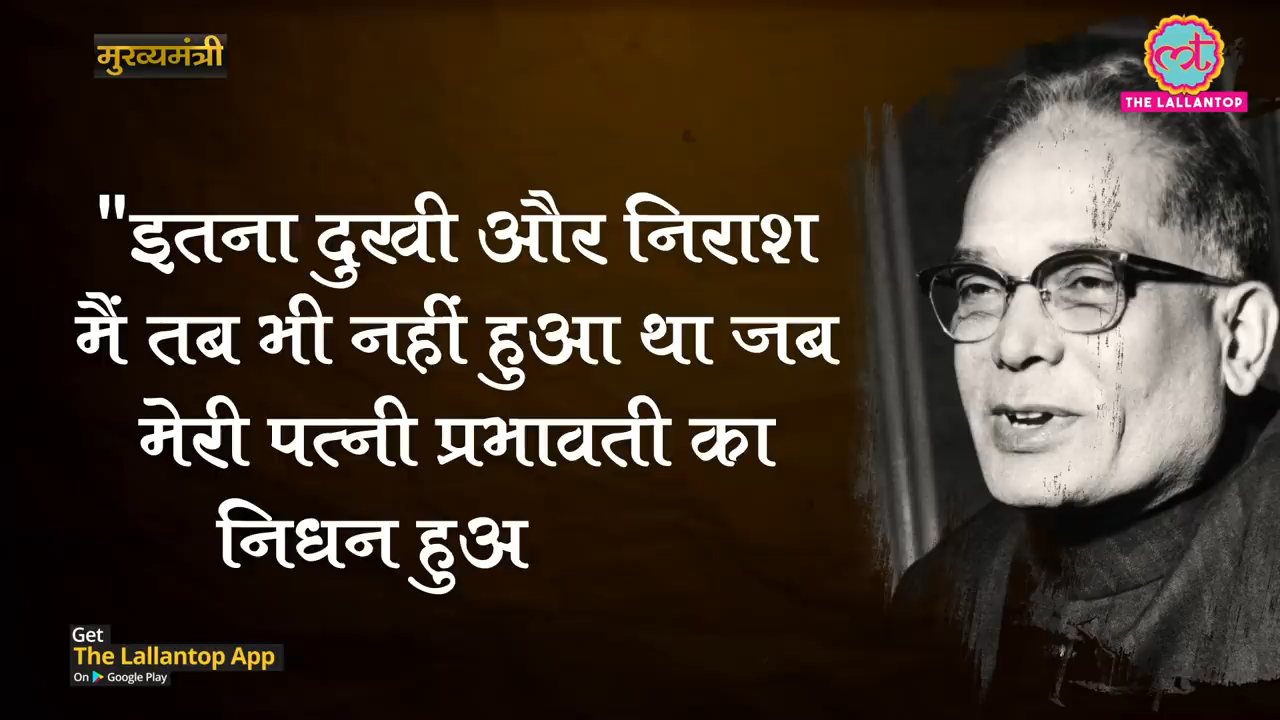 मुख्यमंत्री
THE LALLANTOP
"इतना दुखी और निराश
मैं तब भी नहीं हुआ था जब
मेरी पत्नी प्रभावती का
निधन हुअ
Get
The Lallantop App
On Google Play